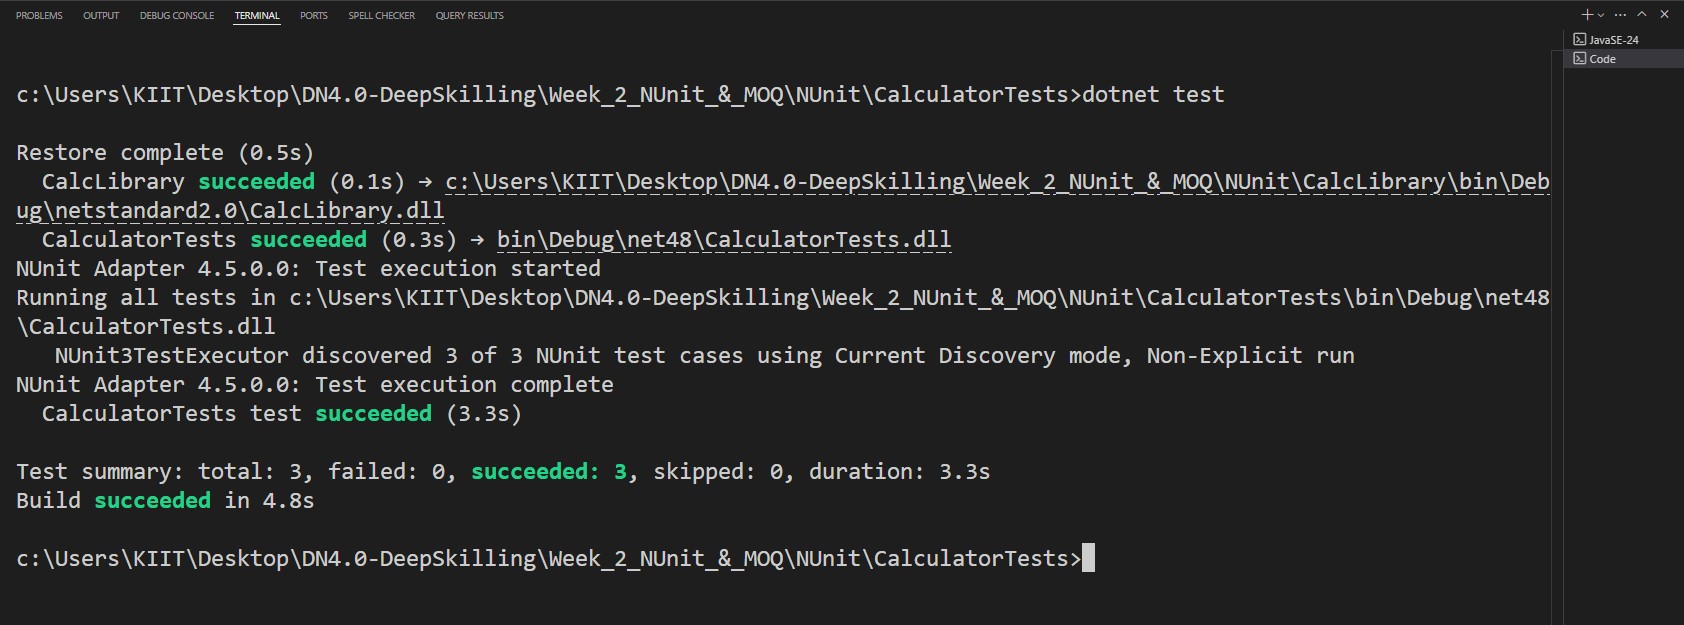 PROBLEMS OUTPUT DEBUG CONSOLE TERMINAL PORTS SPELL CHECKER QUERY RESULTS
JavaSE-24
Code
c:\Users\KIIT\Desktop\DN4.0-DeepSkilling\Week_2_NUnit_&_MOQ\NUnit\CalculatorTests>dotnet test
Restore complete (0.5s)
CalcLibrary succeeded (0.1s) → c:\Users\KIIT\Desktop\DN4.0-DeepSkilling\Week_2_NUnit_&_MOQ\NUnit\CalcLibrary\bin\Deb
ug\netstandard2.0\CalcLibrary.dll
CalculatorTests succeeded (0.3s) → bin\Debug\net48\CalculatorTests.dll
NUnit Adapter 4.5.0.0: Test execution started
Running all tests in c:\Users\KIIT\Desktop\DN4.0-DeepSkilling\Week_2_NUnit_&_MOQ\NUnit\CalculatorTests\bin\Debug\net48
\CalculatorTests.dll
NUnit3TestExecutor discovered 3 of 3 NUnit test cases using Current Discovery mode, Non-Explicit run
NUnit Adapter 4.5.0.0: Test execution complete
CalculatorTests test succeeded (3.3s)
Test summary: total: 3, failed: 0, succeeded: 3, skipped: 0, duration: 3.3s
Build succeeded in 4.8s
c:\Users\KIIT\Desktop\DN4.0-DeepSkilling\Week_2_NUnit_&_MOQ\NUnit\CalculatorTests>